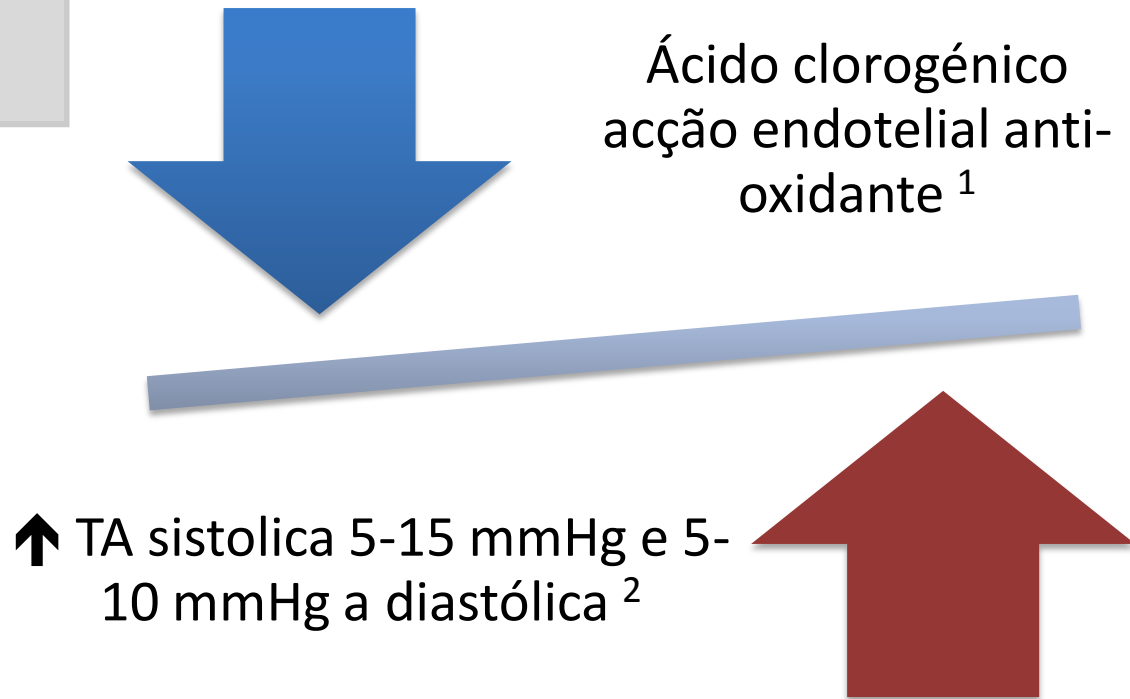 Ácido clorogénico
acção endotelial anti-
oxidante ¹
🡩 TA sistolica 5-15 mmHg e 5-
10 mmHg a diastólica ²